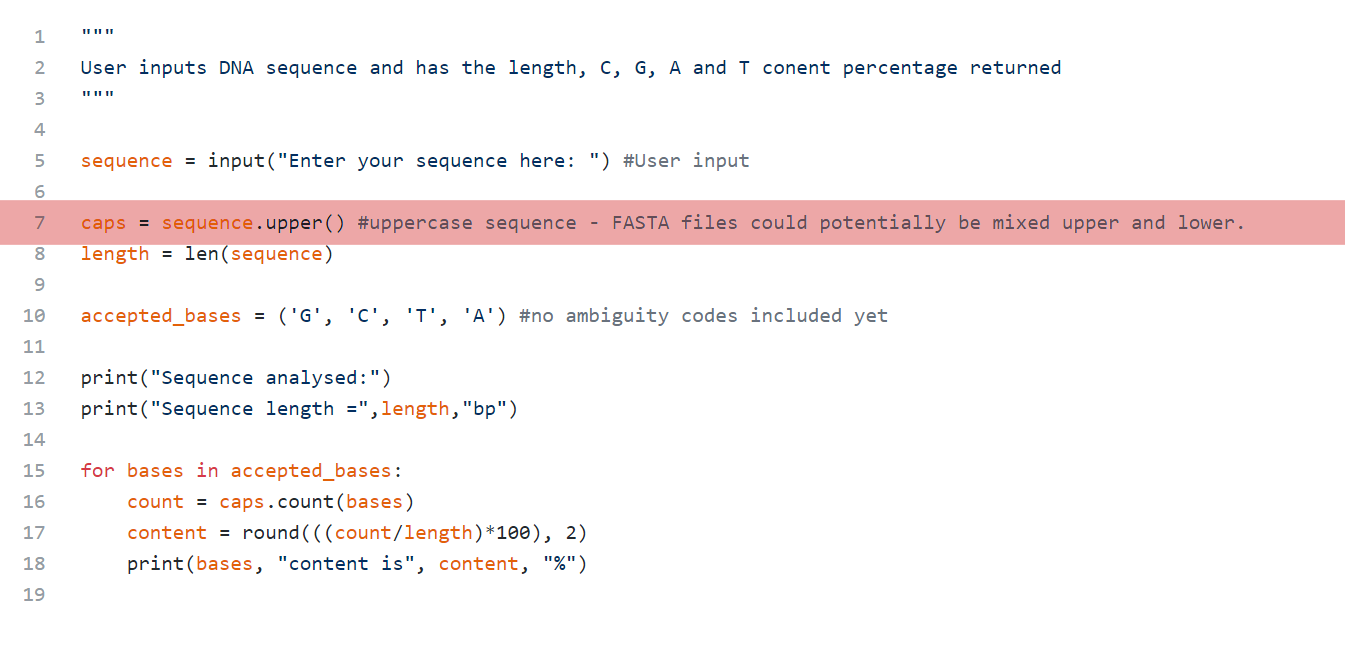 1 """
2 User inputs DNA sequence and has the length, C, G, A and T conent percentage returned
3 """
4
5 sequence = input("Enter your sequence here: ") #User input
6
7 caps = sequence.upper() #uppercase sequence - FASTA files could potentially be mixed upper and lower.
8 length = len(sequence)
9
10 accepted_bases = ('G', 'C', 'T', 'A') #no ambiguity codes included yet
11
12 print("Sequence analysed:")
13 print("Sequence length =",length,"bp")
14
15 for bases in accepted_bases:
16     count = caps.count(bases)
17     content = round(((count/length)*100), 2)
18     print(bases, "content is", content, "%")
19